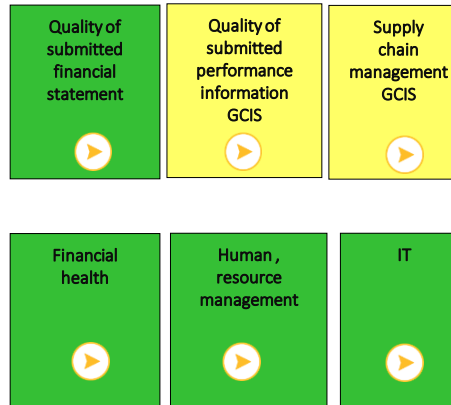 Quality of
submitted
financial
statement
Quality of
submitted
performance
information
GCIS
Supply
chain
management
GCIS
Financial
health
Human ,
resource
management
IT